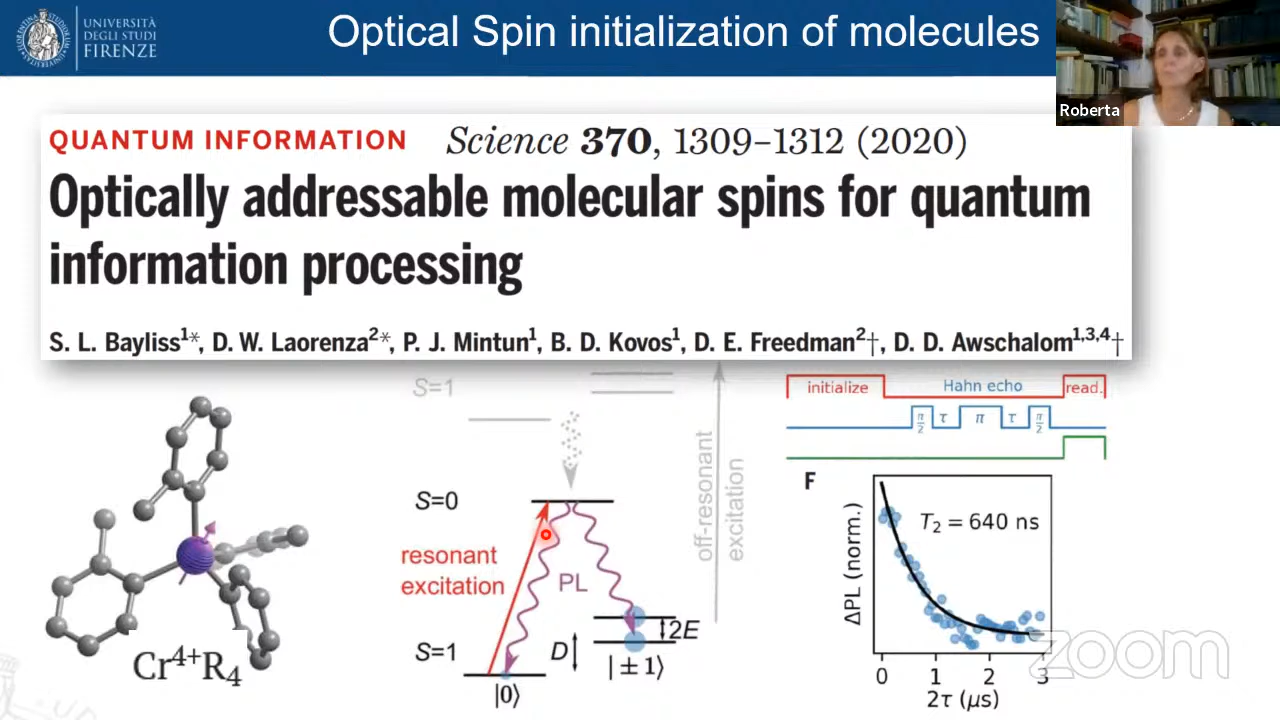 UNIVERSITÀ
DEGLI STUDI
FIRENZE
Optical Spin initialization of molecules
Roberta
QUANTUM INFORMATION
Science 370, 1309–1312 (2020)
Optically addressable molecular spins for quantum
information processing
S. L. Bayliss¹*, D. W. Laorenza²*, P. J. Mintun¹, B. D. Kovos¹, D. E. Freedman²†, D. D. Awschalom¹,³,⁴†
S=1
S=0
resonant
excitation
PL
off-resonant
excitation
S=1
D
2E
|0⟩
|±1⟩
Cr⁴⁺R₄
initialize
Hahn echo
read.
π/2
τ
π
τ
π/2
F
T₂ = 640 ns
ΔPL (norm.)
0 1 2 3
2τ (μs)
zoom